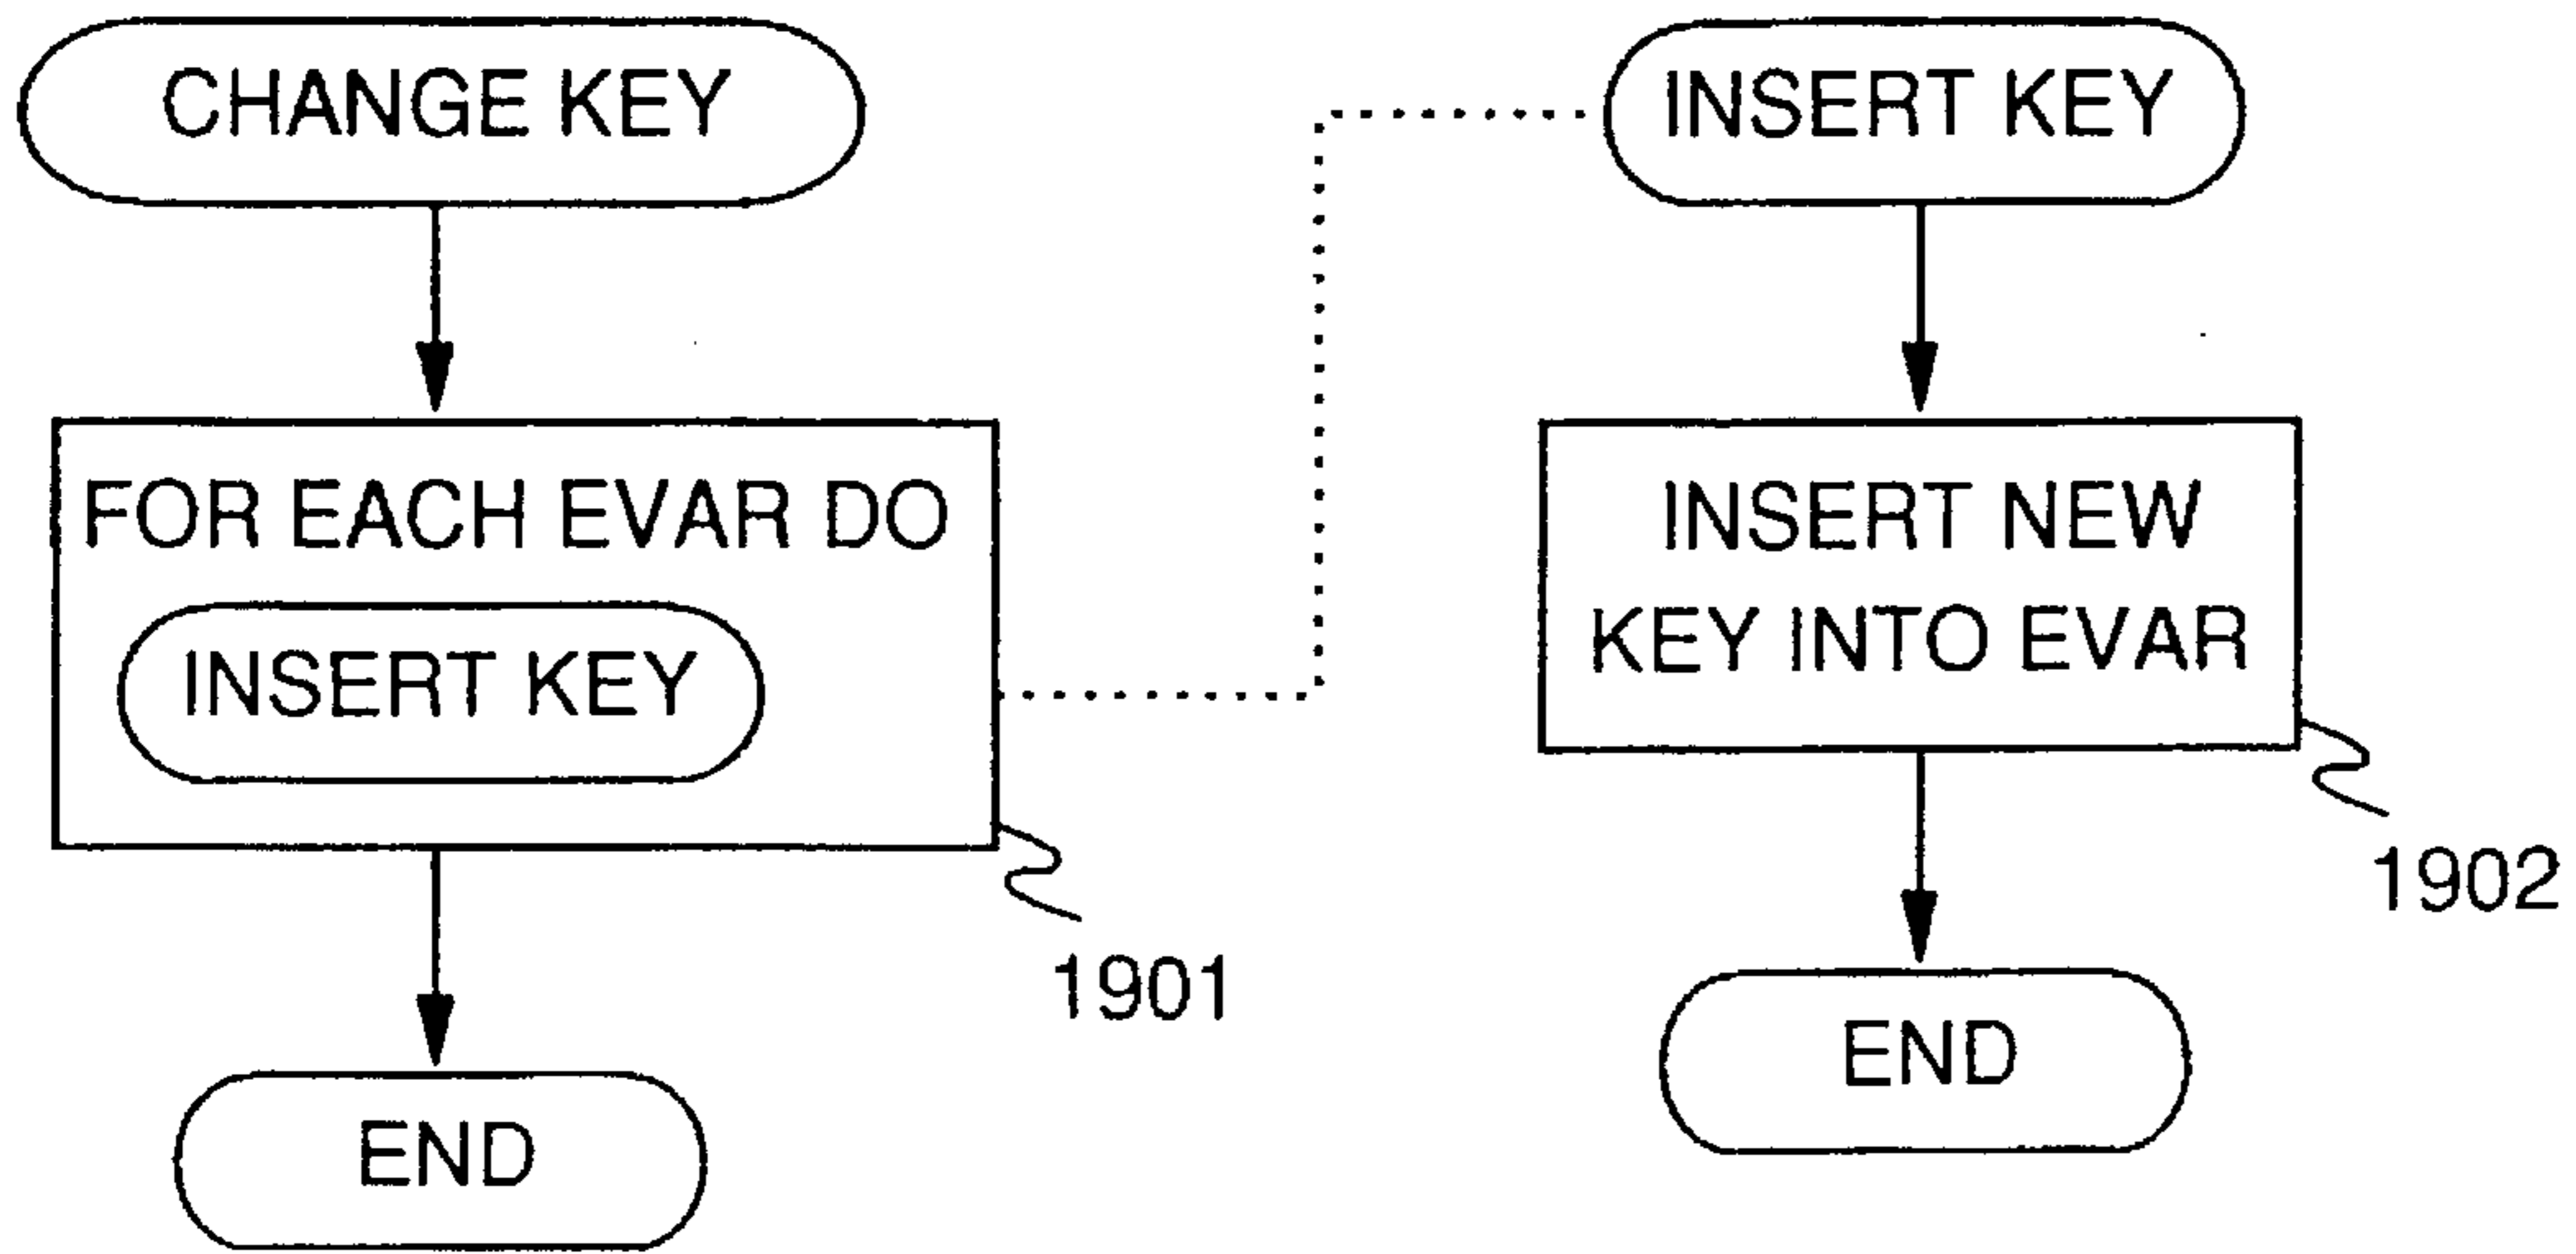 CHANGE KEY
FOR EACH EVAR DO
INSERT KEY
1901
END
INSERT KEY
INSERT NEW
KEY INTO EVAR
1902
END